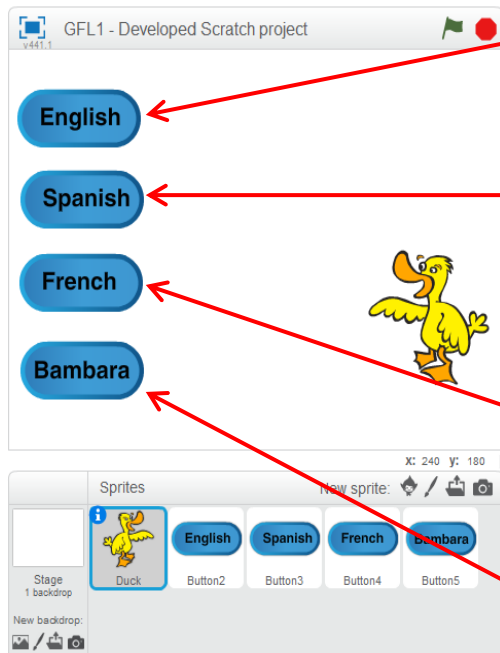 GFL1 - Developed Scratch project
v441.1
English
Spanish
French
Bambara
X: 240 y: 180
Sprites
New sprite:
English
Spanish
French
Bambara
Duck
Button2
Button3
Button4
Button5
Stage
1 backdrop
New backdrop: